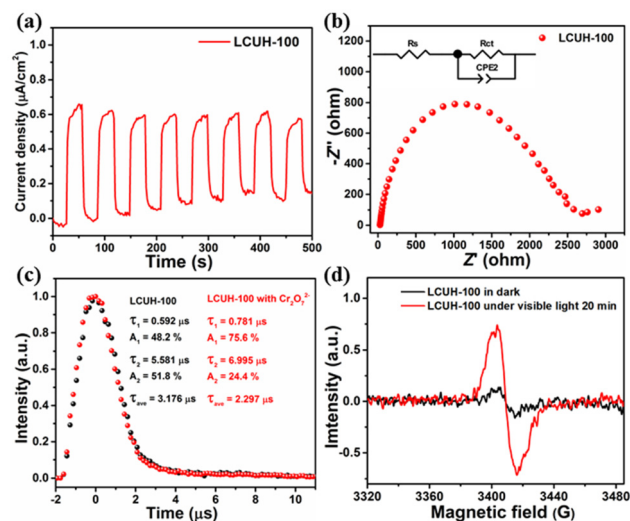 (a)
LCUH-100
Current density (μA/cm²)
1.0
0.8
0.6
0.4
0.2
0.0
0 100 200 300 400 500
Time (s)
(b)
LCUH-100
Rs
Rct
CPE2
-Z'' (ohm)
1200
1000
800
600
400
200
0
0 500 1000 1500 2000 2500 3000
Z' (ohm)
(c)
Intensity (a.u.)
1.0
0.8
0.6
0.4
0.2
0.0
LCUH-100
τ₁ = 0.592 μs
A₁ = 48.2 %
τ₂ = 5.581 μs
A₂ = 51.8 %
τave = 3.176 μs
LCUH-100 with Cr₂O₇²⁻
τ₁ = 0.781 μs
A₁ = 75.6 %
τ₂ = 6.995 μs
A₂ = 24.4 %
τave = 2.297 μs
-2 0 2 4 6 8 10
Time (μs)
(d)
LCUH-100 in dark
LCUH-100 under visible light 20 min
Imtensity (a.u.)
1.0
0.5
0.0
-0.5
3320 3360 3400 3440 3480
Magnetic field (G)